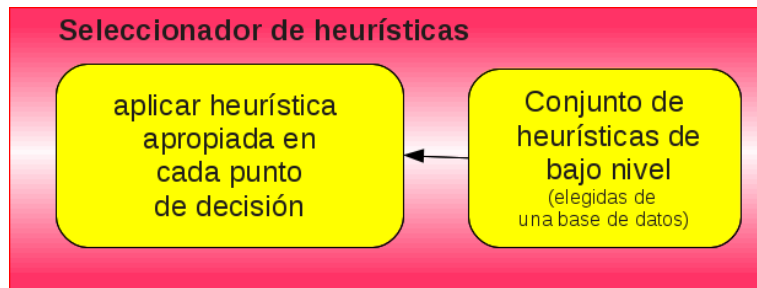 Seleccionador de heurísticas
aplicar heurística
apropiada en
cada punto
de decisión
Conjunto de
heurísticas de
bajo nivel
(elegidas de
una base de datos)